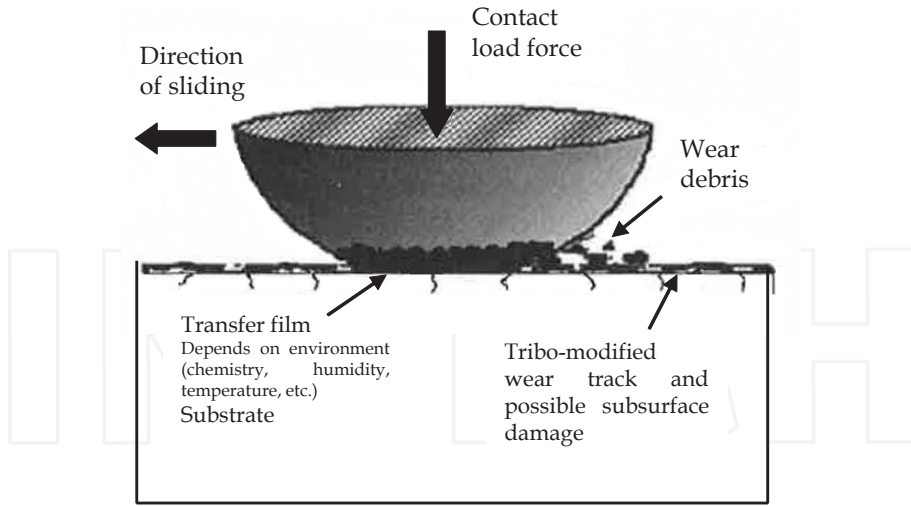 Contact
load force
Direction
of sliding
Wear
debris
Transfer film
Depends on environment
(chemistry, humidity,
temperature, etc.)
Substrate
Tribo-modified
wear track and
possible subsurface
damage